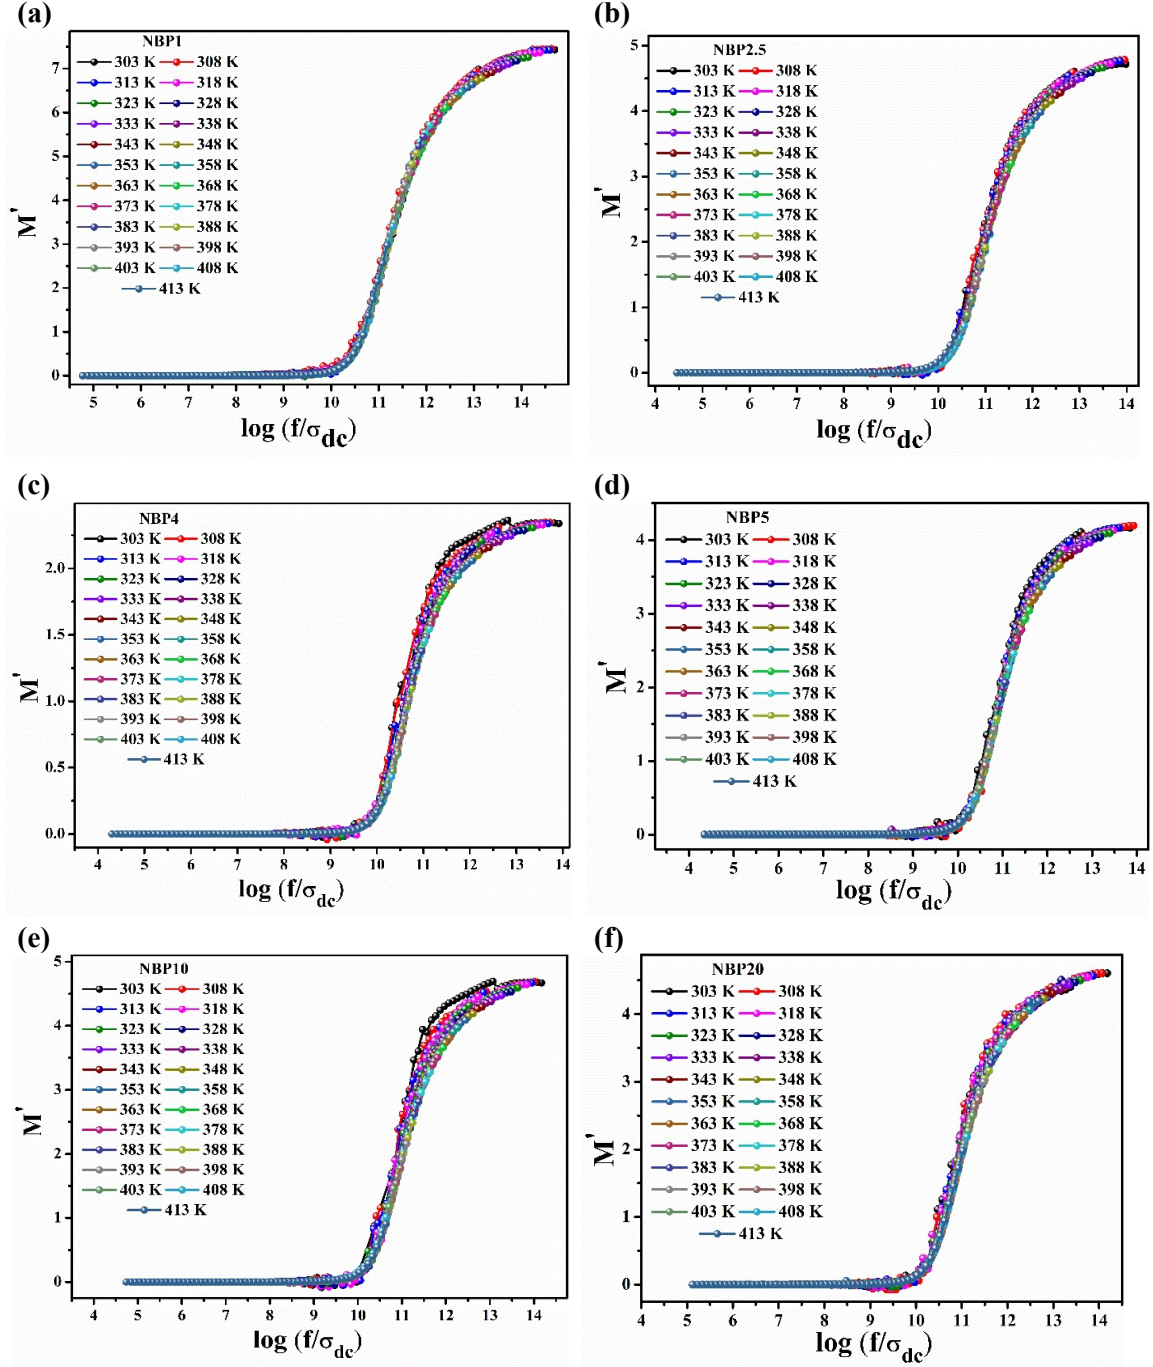 (a)
NBP1
303 K 308 K
313 K 318 K
323 K 328 K
333 K 338 K
343 K 348 K
353 K 358 K
363 K 368 K
373 K 378 K
383 K 388 K
393 K 398 K
403 K 408 K
413 K
M'
7
6
5
4
3
2
1
0
5 6 7 8 9 10 11 12 13 14
log (f/σdc)
(b)
NBP2.5
303 K 308 K
313 K 318 K
323 K 328 K
333 K 338 K
343 K 348 K
353 K 358 K
363 K 368 K
373 K 378 K
383 K 388 K
393 K 398 K
403 K 408 K
413 K
M'
5
4
3
2
1
0
4 5 6 7 8 9 10 11 12 13 14
log (f/σdc)
(c)
NBP4
303 K 308 K
313 K 318 K
323 K 328 K
333 K 338 K
343 K 348 K
353 K 358 K
363 K 368 K
373 K 378 K
383 K 388 K
393 K 398 K
403 K 408 K
413 K
M'
2.0
1.5
1.0
0.5
0.0
4 5 6 7 8 9 10 11 12 13 14
log (f/σdc)
(d)
NBP5
303 K 308 K
313 K 318 K
323 K 328 K
333 K 338 K
343 K 348 K
353 K 358 K
363 K 368 K
373 K 378 K
383 K 388 K
393 K 398 K
403 K 408 K
413 K
M'
4
3
2
1
0
4 5 6 7 8 9 10 11 12 13 14
log (f/σdc)
(e)
NBP10
303 K 308 K
313 K 318 K
323 K 328 K
333 K 338 K
343 K 348 K
353 K 358 K
363 K 368 K
373 K 378 K
383 K 388 K
393 K 398 K
403 K 408 K
413 K
M'
5
4
3
2
1
0
4 5 6 7 8 9 10 11 12 13 14
log (f/σdc)
(f)
NBP20
303 K 308 K
313 K 318 K
323 K 328 K
333 K 338 K
343 K 348 K
353 K 358 K
363 K 368 K
373 K 378 K
383 K 388 K
393 K 398 K
403 K 408 K
413 K
M'
4
3
2
1
0
4 5 6 7 8 9 10 11 12 13 14
log (f/σdc)